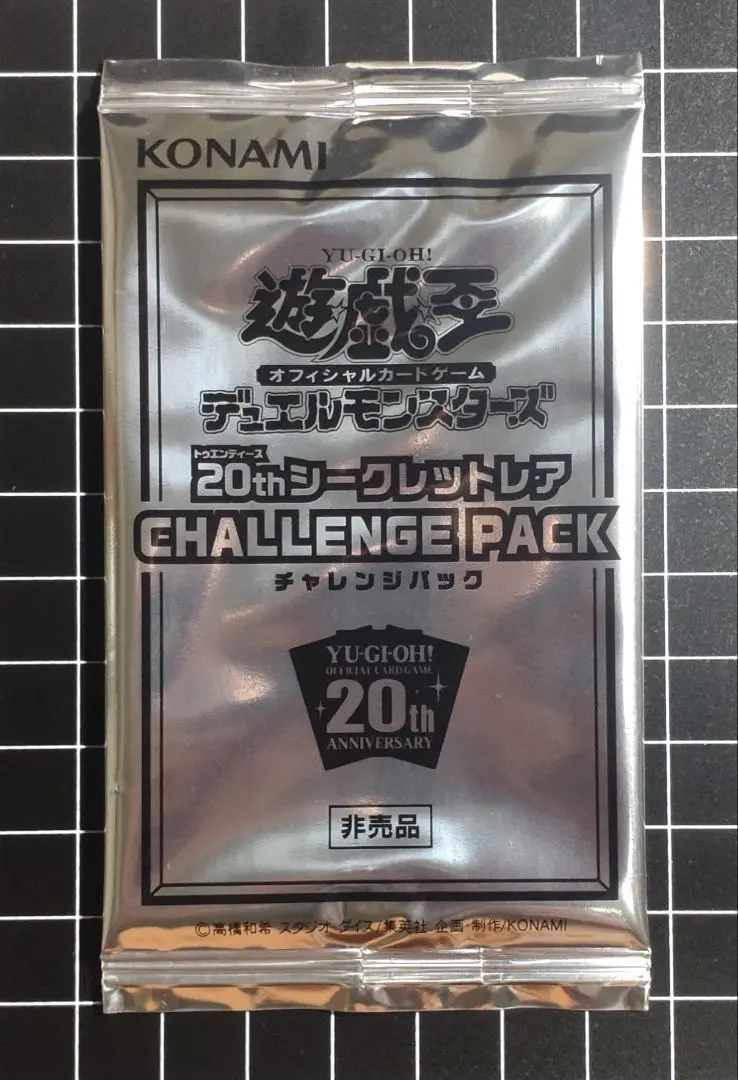 KONAMI
YU-GI-OH!
遊戯王
オフィシャルカードゲーム
デュエルモンスターズ
トゥエンティース
20thシークレットレア
CHALLENGE PACK
チャレンジパック
YU-GI-OH!
OFFICIAL CARD GAME
20th
ANNIVERSARY
非売品
©高橋和希 スタジオ・ダイス/集英社 企画・制作/KONAMI